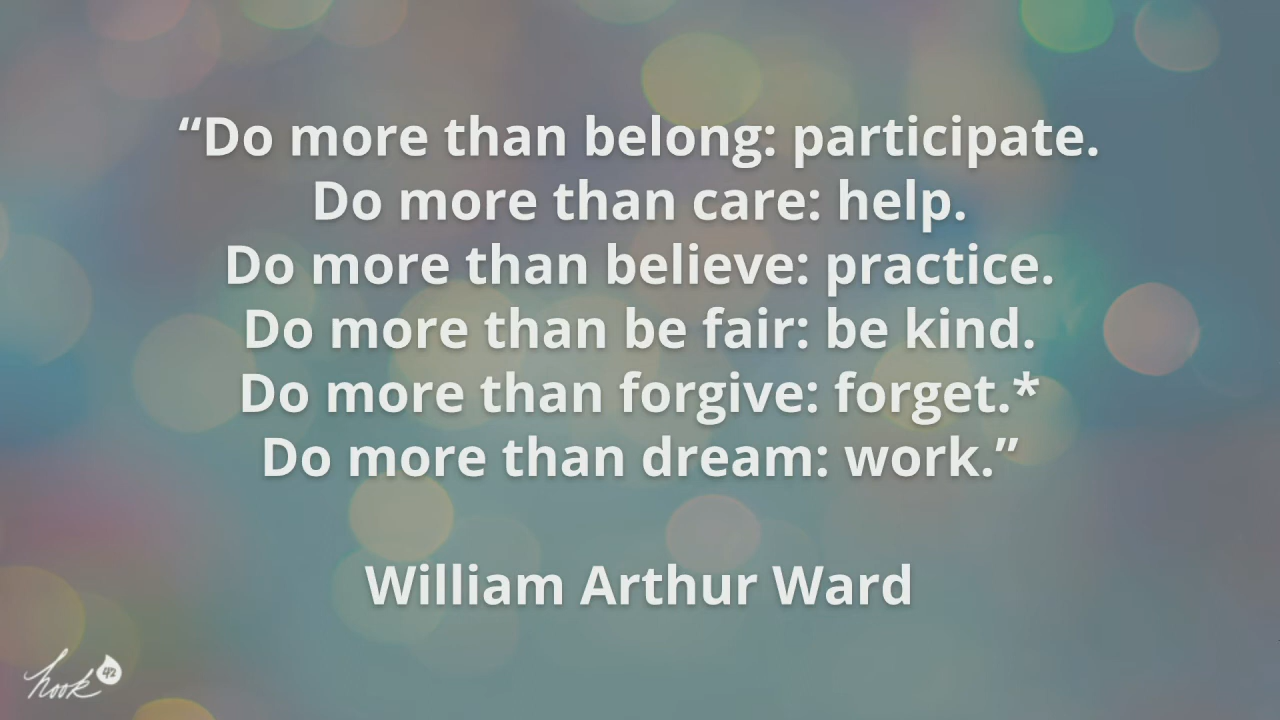 “Do more than belong: participate.
Do more than care: help.
Do more than believe: practice.
Do more than be fair: be kind.
Do more than forgive: forget.*
Do more than dream: work.”
William Arthur Ward
hook 42